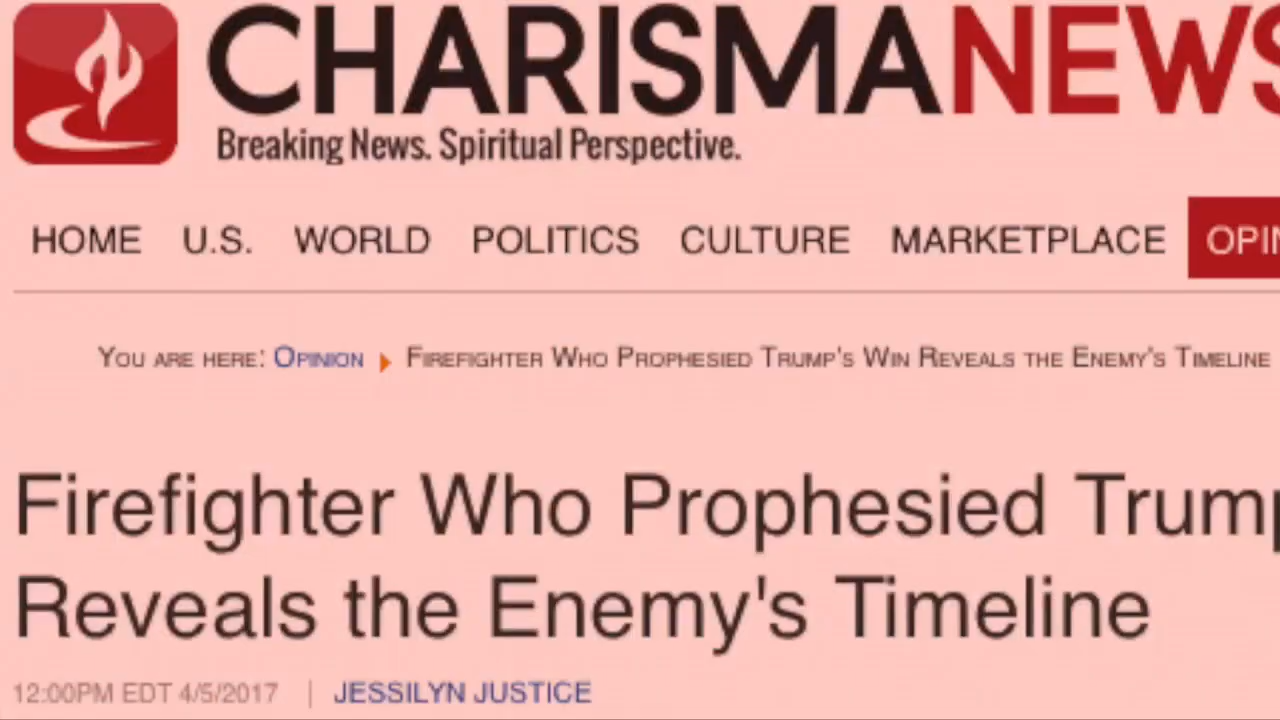 CHARISMANEWS
Breaking News. Spiritual Perspective.
HOME U.S. WORLD POLITICS CULTURE MARKETPLACE OPIN
You are here: Opinion Firefighter Who Prophesied Trump's Win Reveals the Enemy's Timeline
Firefighter Who Prophesied Trump
Reveals the Enemy's Timeline
12:00PM EDT 4/5/2017 | JESSILYN JUSTICE